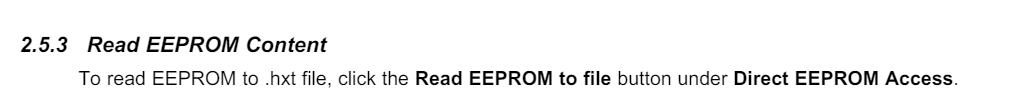 2.5.3 Read EEPROM Content
To read EEPROM to .hxt file, click the Read EEPROM to file button under Direct EEPROM Access.